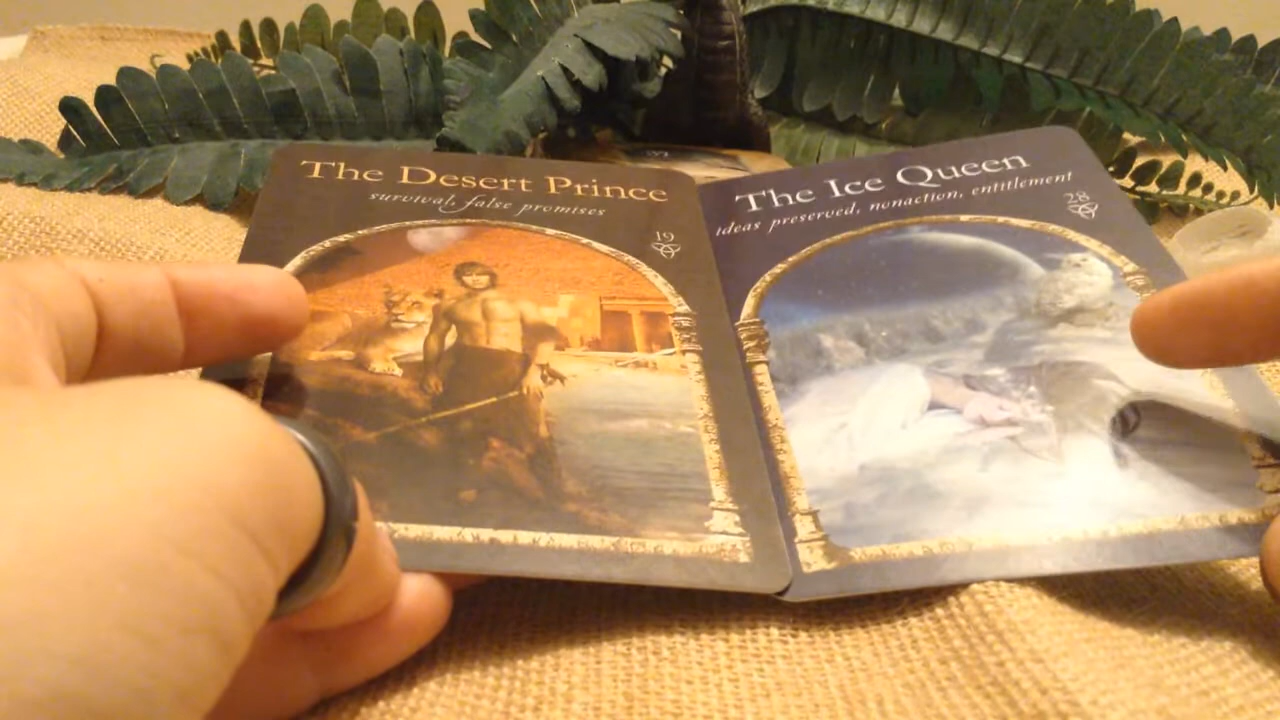 The Desert Prince
survival, false promises
19
The Ice Queen
ideas preserved, nonaction, entitlement
28